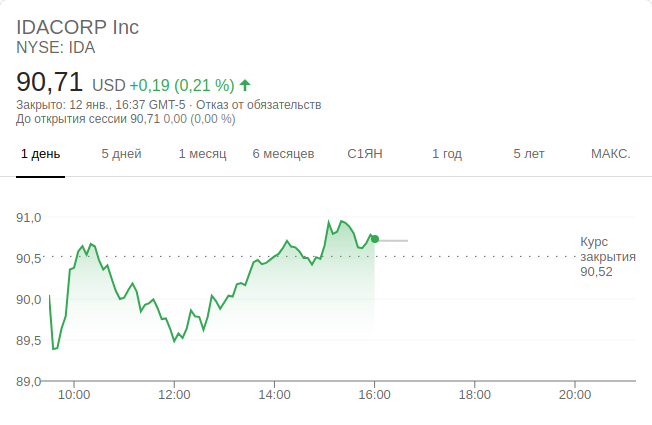 IDACORP Inc
NYSE: IDA
90,71 USD +0,19 (0,21 %)
Закрыто: 12 янв., 16:37 GMT-5 · Отказ от обязательств
До открытия сессии 90,71 0,00 (0,00 %)
1 день 5 дней 1 месяц 6 месяцев С1ЯН 1 год 5 лет МАКС.
91,0
90,5
90,0
89,5
89,0
Курс
закрытия
90,52
10:00 12:00 14:00 16:00 18:00 20:00